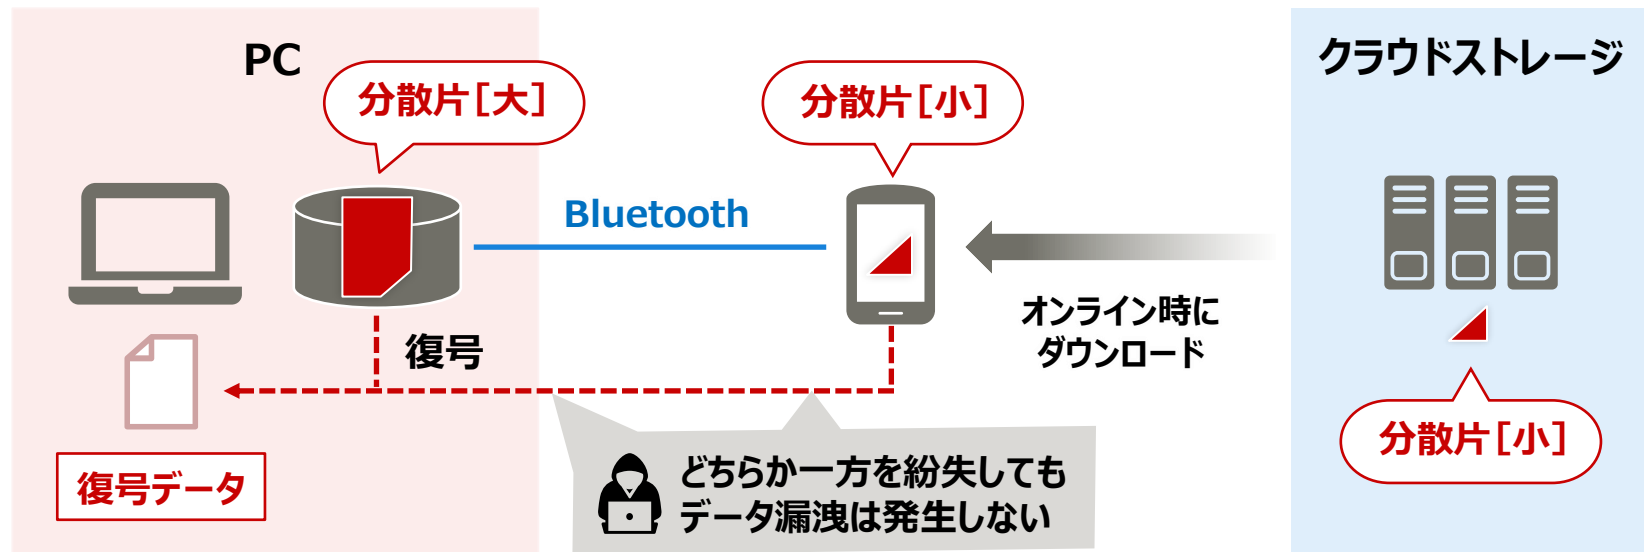 PC
クラウドストレージ
分散片[大]
分散片[小]
Bluetooth
オンライン時に
ダウンロード
復号
分散片[小]
どちらか一方を紛失しても
データ漏洩は発生しない
復号データ